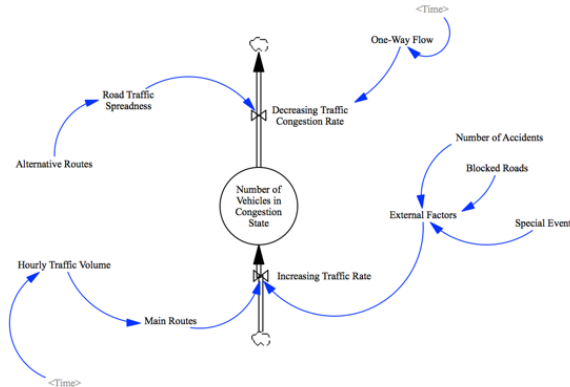 <Time>
One-Way Flow
Road Traffic
Spreadness
Decreasing Traffic
Congestion Rate
Number of Accidents
Alternative Routes
Blocked Roads
Number of
Vehicles in
Congestion
State
External Factors
Special Event
Hourly Traffic Volume
Increasing Traffic Rate
Main Routes
<Time>